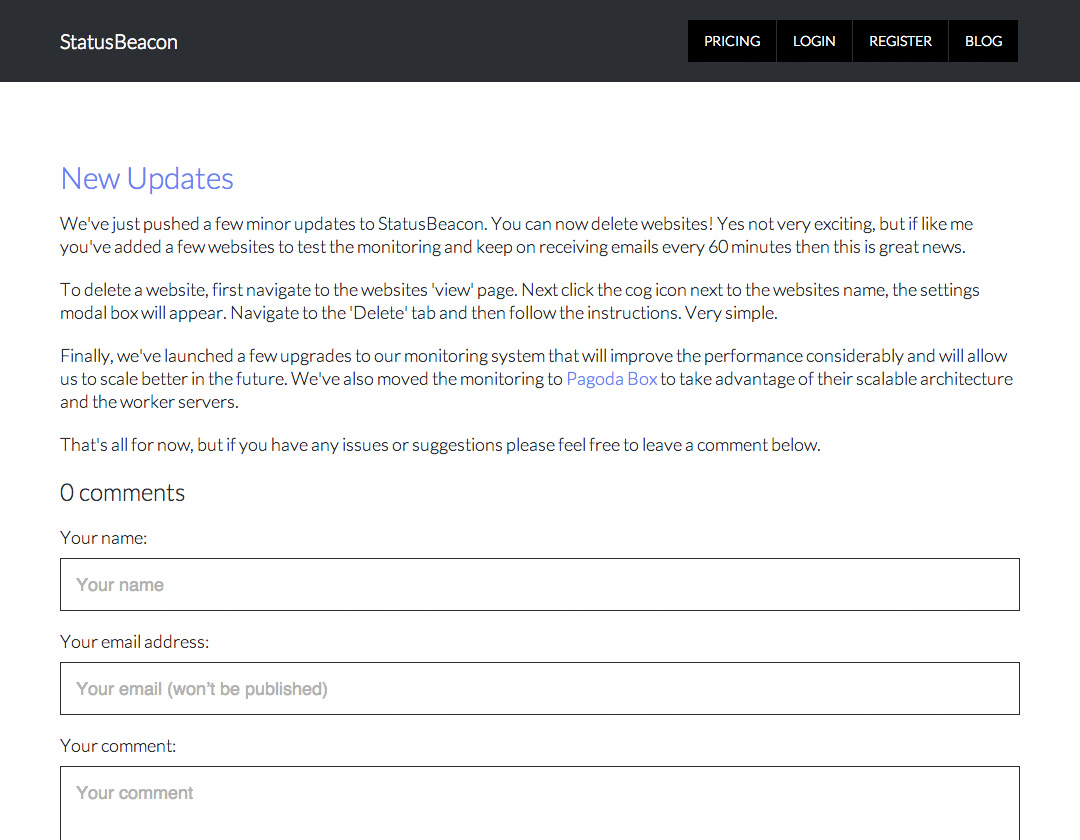 StatusBeacon
PRICING
LOGIN
REGISTER
BLOG
New Updates
We've just pushed a few minor updates to StatusBeacon. You can now delete websites! Yes not very exciting, but if like me
you've added a few websites to test the monitoring and keep on receiving emails every 60 minutes then this is great news.
To delete a website, first navigate to the websites 'view' page. Next click the cog icon next to the websites name, the settings
modal box will appear. Navigate to the 'Delete' tab and then follow the instructions. Very simple.
Finally, we've launched a few upgrades to our monitoring system that will improve the performance considerably and will allow
us to scale better in the future. We've also moved the monitoring to Pagoda Box to take advantage of their scalable architecture
and the worker servers.
That's all for now, but if you have any issues or suggestions please feel free to leave a comment below.
0 comments
Your name:
Your name
Your email address:
Your email (won't be published)
Your comment:
Your comment